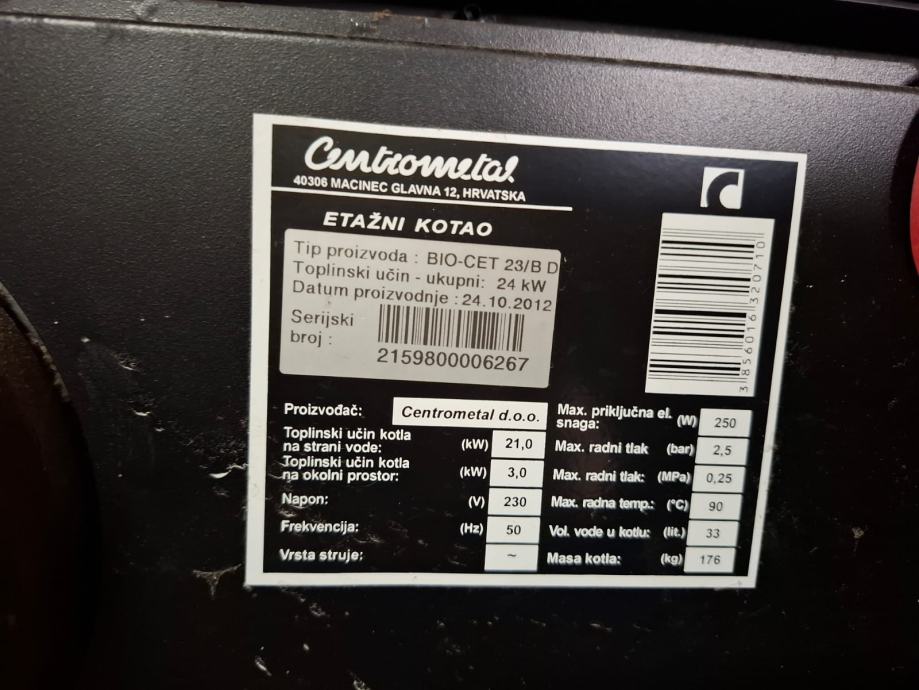 Centrometal
40306 MACINEC GLAVNA 12, HRVATSKA
ETAŽNI KOTAO
Tip proizvoda : BIO-CET 23/B D
Toplinski učin - ukupni: 24 kW
Datum proizvodnje : 24.10.2012
Serijski
broj :
2159800006267
3856016320710
Proizvođač: Centrometal d.o.o.
Toplinski učin kotla
na strani vode: (kW) 21,0
Toplinski učin kotla
na okolni prostor: (kW) 3,0
Napon: (V) 230
Frekvencija: (Hz) 50
Vrsta struje: ~
Max. priključna el.
snaga: (W) 250
Max. radni tlak (bar) 2,5
Max. radni tlak: (MPa) 0,25
Max. radna temp.: (°C) 90
Vol. vode u kotlu: (lit.) 33
Masa kotla: (kg) 176